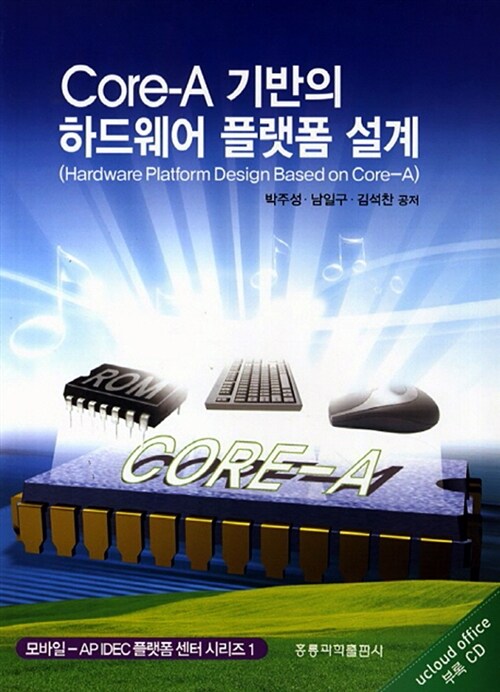 Core-A 기반의
하드웨어 플랫폼 설계
(Hardware Platform Design Based on Core-A)
박주성 · 남일구 · 김석찬 공저
ROM
CORE-A
모바일 - AP IDEC 플랫폼 센터 시리즈 1
홍릉과학출판사
ucloud office
부록 CD